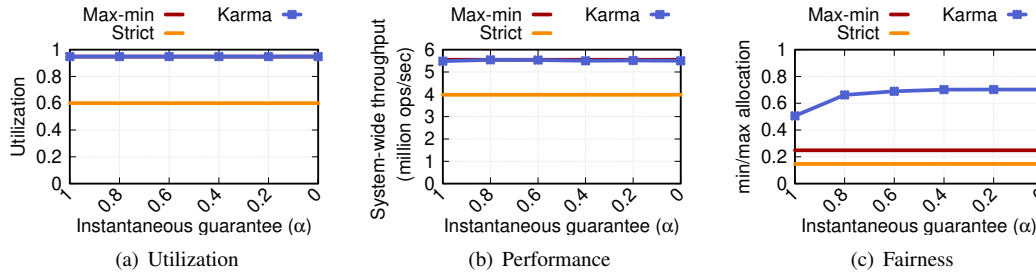 Max-min Karma
Strict
1
0.8
0.6
0.4
0.2
0
Utilization
1 0.8 0.6 0.4 0.2 0
Instantaneous guarantee (α)
(a) Utilization
Max-min Karma
Strict
6
5
4
3
2
1
0
System-wide throughput
(million ops/sec)
1 0.8 0.6 0.4 0.2 0
Instantaneous guarantee (α)
(b) Performance
Max-min Karma
Strict
1
0.8
0.6
0.4
0.2
0
min/max allocation
1 0.8 0.6 0.4 0.2 0
Instantaneous guarantee (α)
(c) Fairness